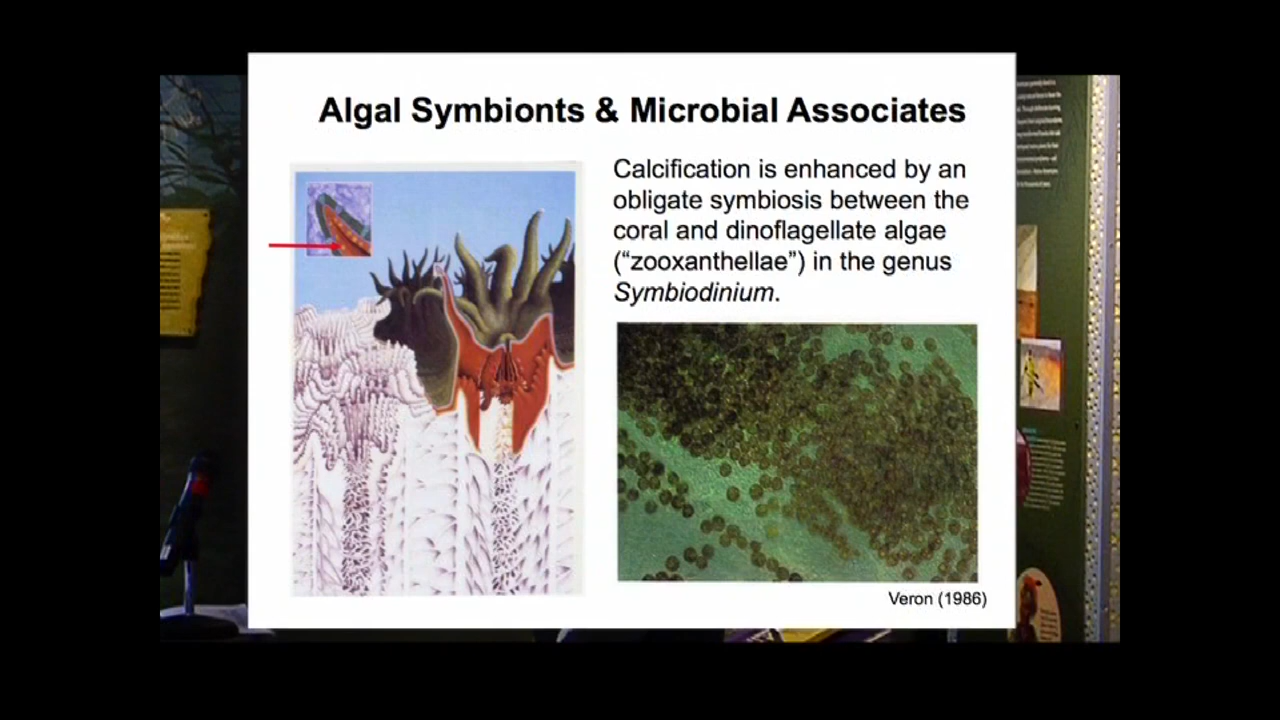 Algal Symbionts & Microbial Associates
Calcification is enhanced by an
obligate symbiosis between the
coral and dinoflagellate algae
(“zooxanthellae”) in the genus
Symbiodinium.
Veron (1986)